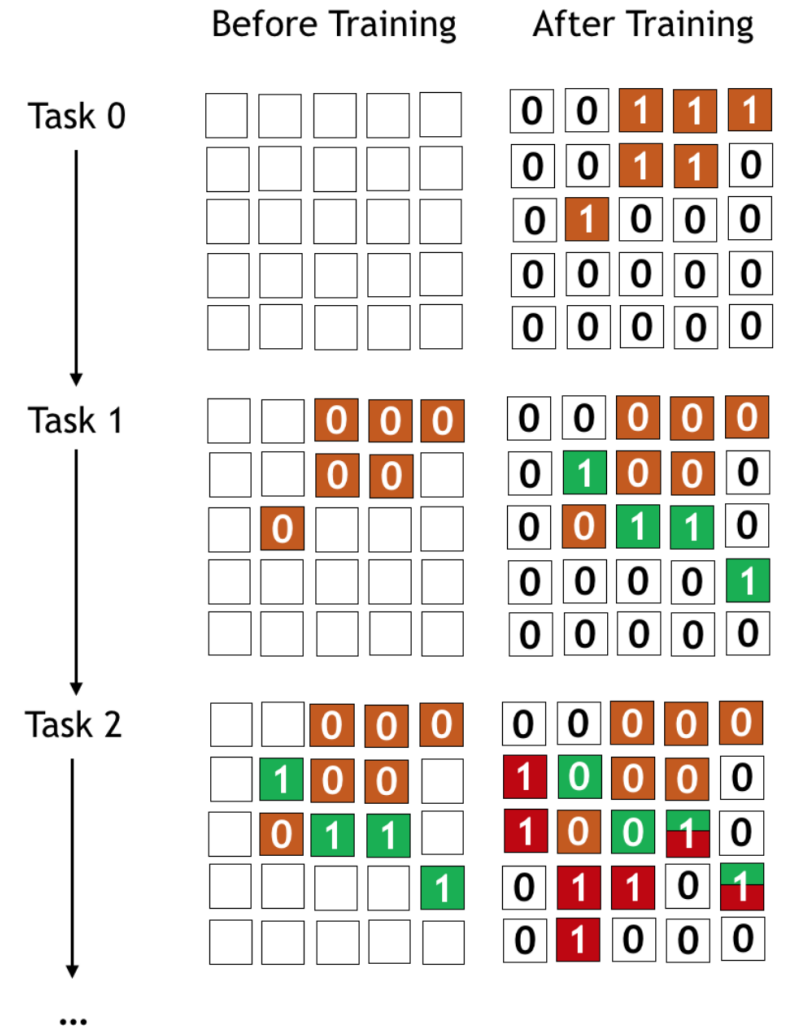 Before Training After Training
Task 0
0 0 1 1 1
0 0 1 1 0
0 1 0 0 0
0 0 0 0 0
0 0 0 0 0
Task 1
0 0 0
0 0
0
0 0 0 0 0
0 1 0 0 0
0 0 1 1 0
0 0 0 0 1
0 0 0 0 0
Task 2
0 0 0
1 0 0
0 1 1
1
0 0 0 0 0
1 0 0 0 0
1 0 0 1 0
0 1 1 0 1
0 1 0 0 0
...